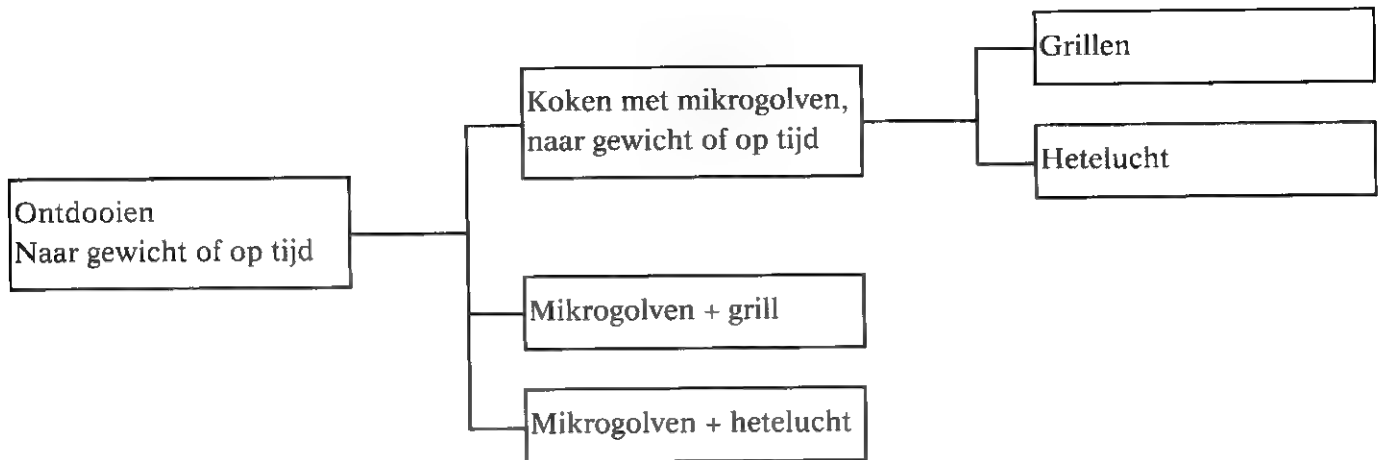 Ontdooien
Naar gewicht of op tijd
Koken met mikrogolven,
naar gewicht of op tijd
Mikrogolven + grill
Mikrogolven + hetelucht
Grillen
Hetelucht